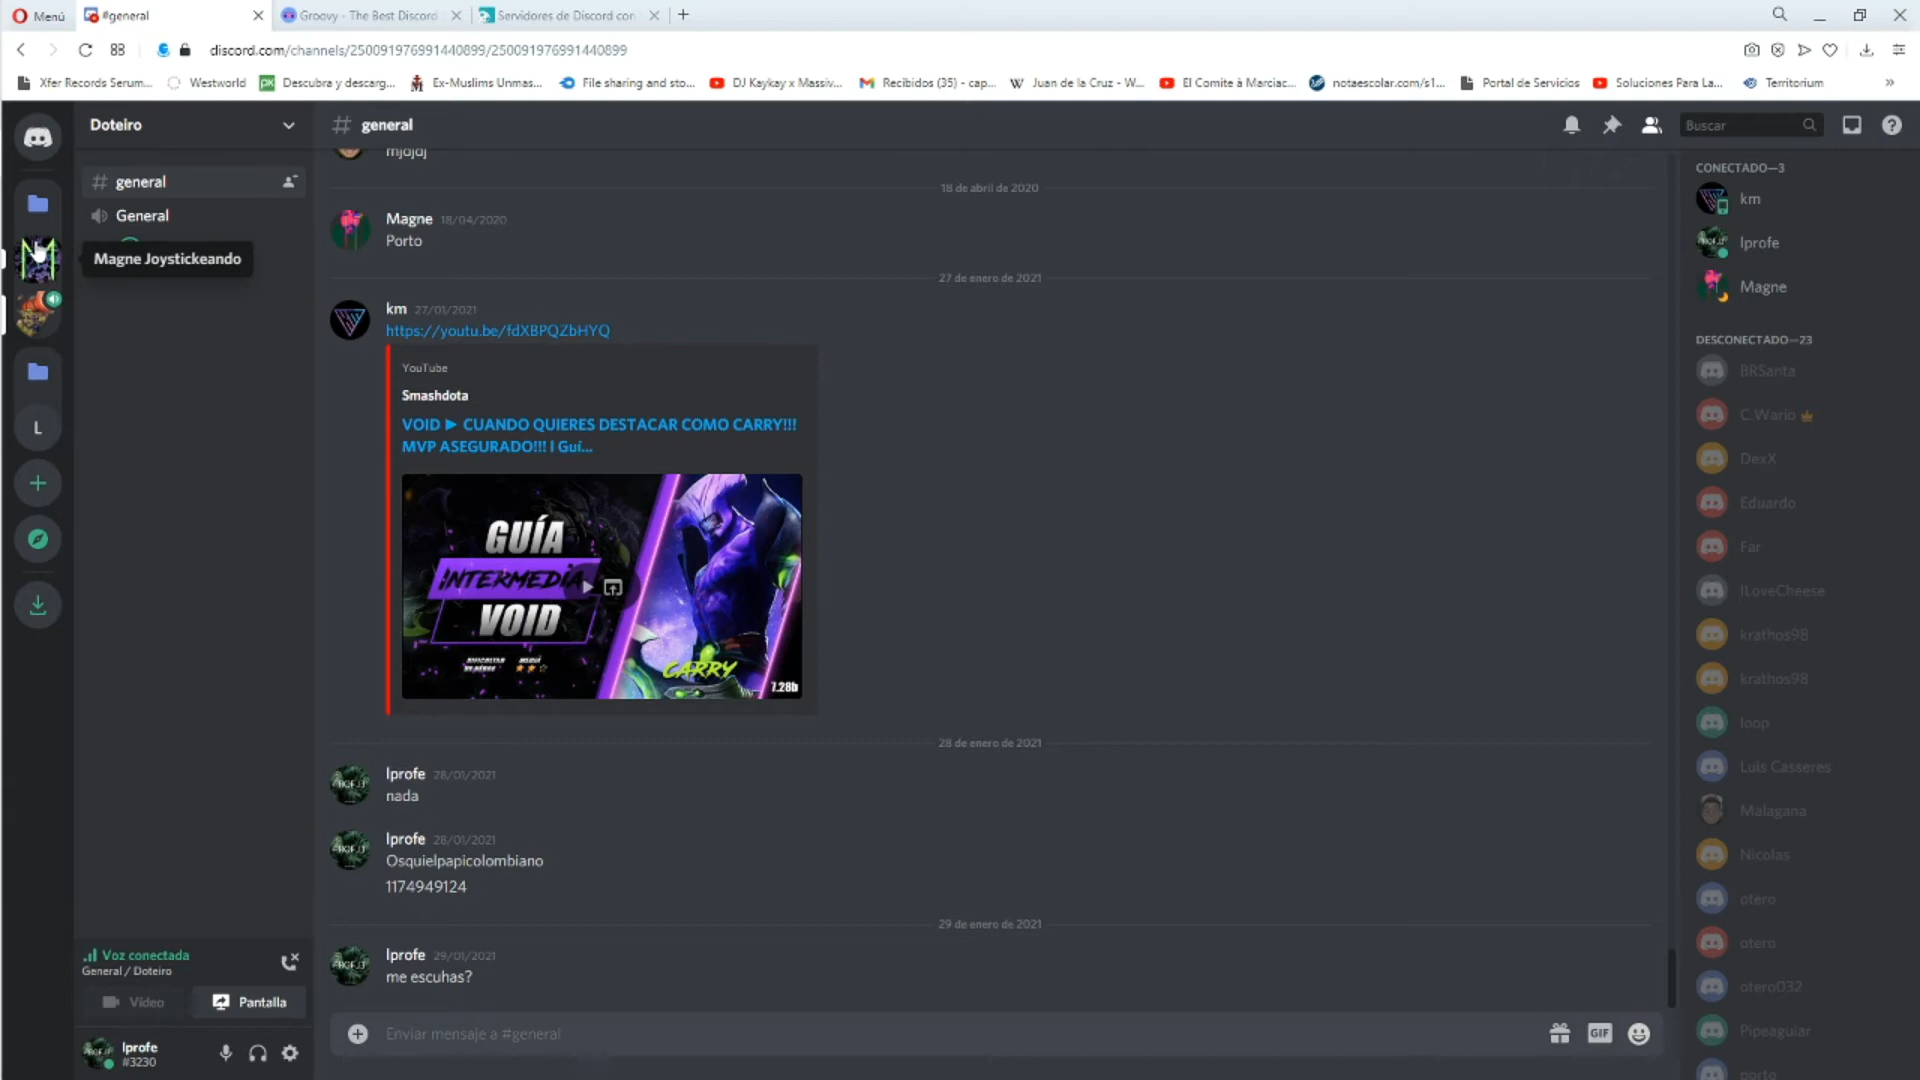 Menú
#general
Groovy - The Best Discord
Servidores de Discord con
discord.com/channels/250091976991440899/250091976991440899
Xfer Records Serum...
Westworld
Descubra y descarg...
Ex-Muslims Unmas...
File sharing and sto...
DJ Kaykay x Massiv...
Recibidos (35) - cap...
Juan de la Cruz - W...
El Comite à Marciac...
notaescolar.com/s1...
Portal de Servicios
Soluciones Para La...
Territorium
Doteiro
# general
Buscar
# general
General
Magne Joystickeando
L
mjajaj
18 de abril de 2020
Magne 18/04/2020
Porto
27 de enero de 2021
km 27/01/2021
https://youtu.be/fdXBPQZbHYQ
YouTube
Smashdota
VOID ► CUANDO QUIERES DESTACAR COMO CARRY!!!
MVP ASEGURADO!!! l Guí...
GUÍA
INTERMEDIA
VOID
CARRY
7.28b
28 de enero de 2021
lprofe 28/01/2021
nada
lprofe 28/01/2021
Osquielpapicolombiano
1174949124
29 de enero de 2021
lprofe 29/01/2021
me escuhas?
Enviar mensaje a #general
GIF
CONECTADO—3
km
lprofe
Magne
DESCONECTADO—23
BRSanta
C.Wario
DexX
Eduardo
Far
ILoveCheese
krathos98
krathos98
loop
Luis Casseres
Malagana
Nicolas
otero
otero
otero032
Pipeaguiar
porto
Voz conectada
General / Doteiro
Vídeo
Pantalla
lprofe
#3230